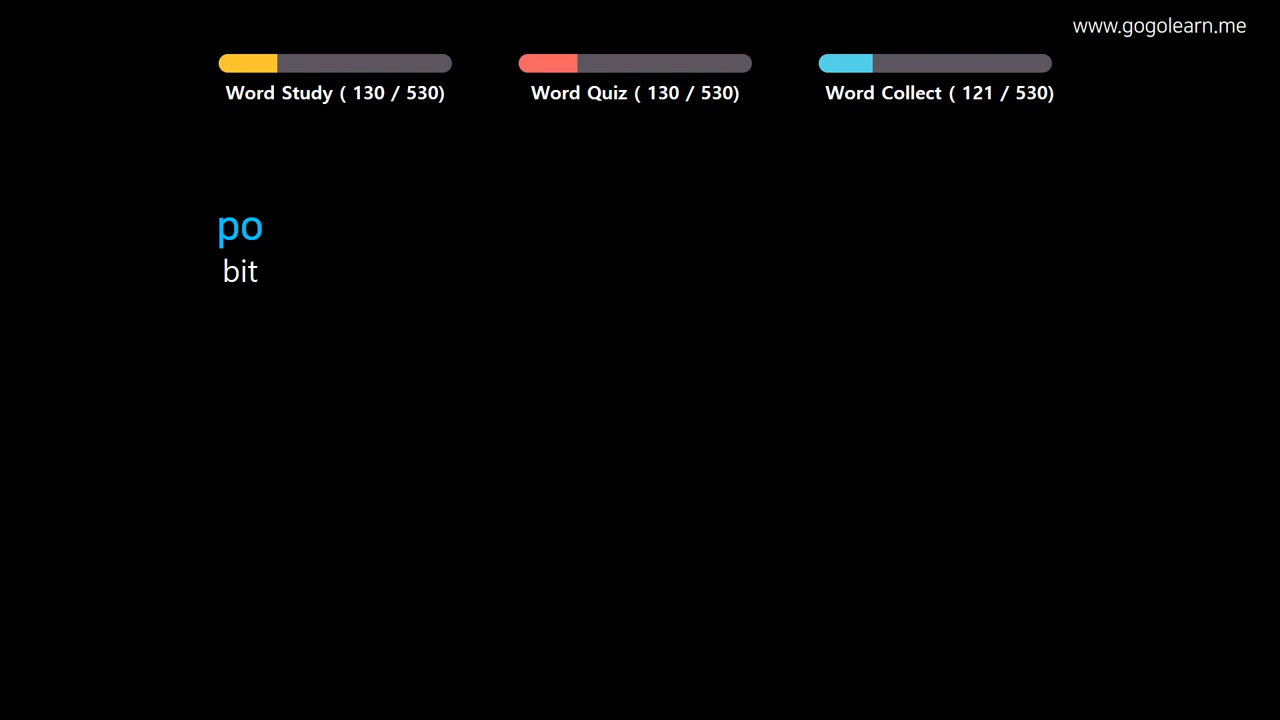 www.gogolearn.me
Word Study ( 130 / 530)
Word Quiz ( 130 / 530)
Word Collect ( 121 / 530)
po
bit